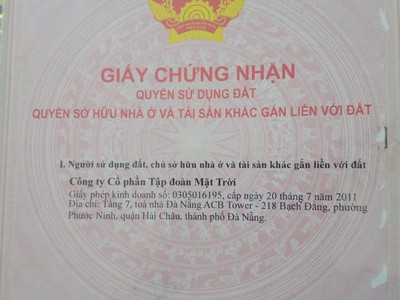 GIẤY CHỨNG NHẬN
QUYỀN SỬ DỤNG ĐẤT
QUYỀN SỞ HỮU NHÀ Ở VÀ TÀI SẢN KHÁC GẮN LIỀN VỚI ĐẤT
I. Người sử dụng đất, chủ sở hữu nhà ở và tài sản khác gắn liền với đất
Công ty Cổ phần Tập đoàn Mặt Trời
Giấy phép kinh doanh số: 0305016195, cấp ngày 20 tháng 7 năm 2011
Địa chỉ: Tầng 7, toà nhà Đà Nẵng ACB Tower - 218 Bạch Đằng, phường
Phước Ninh, quận Hải Châu, thành phố Đà Nẵng.